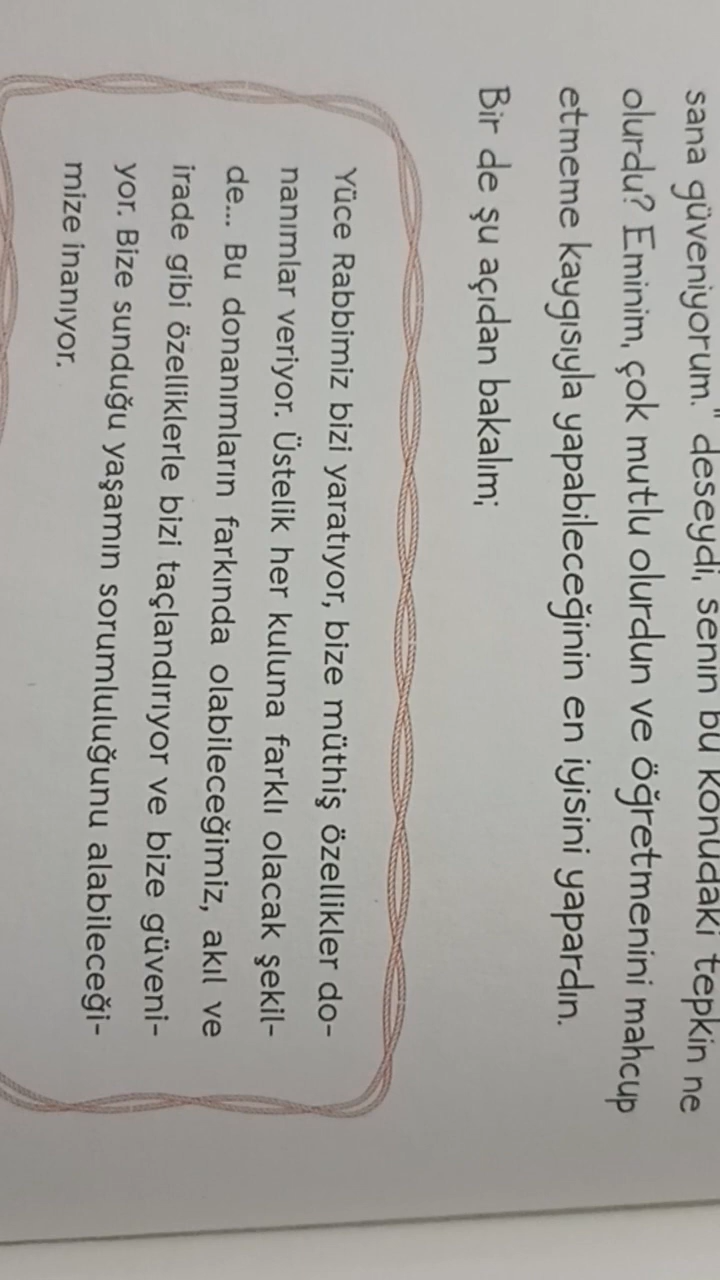 sana güveniyorum." deseydi, senin bu konudaki tepkin ne
olurdu? Eminim, çok mutlu olurdun ve öğretmenini mahcup
etmeme kaygısıyla yapabileceğinin en iyisini yapardın.
Bir de şu açıdan bakalım;
Yüce Rabbimiz bizi yaratıyor, bize müthiş özellikler do-
nanımlar veriyor. Üstelik her kuluna farklı olacak şekil-
de... Bu donanımların farkında olabileceğimiz, akıl ve
irade gibi özelliklerle bizi taçlandırıyor ve bize güveni-
yor. Bize sunduğu yaşamın sorumluluğunu alabileceği-
mize inanıyor.